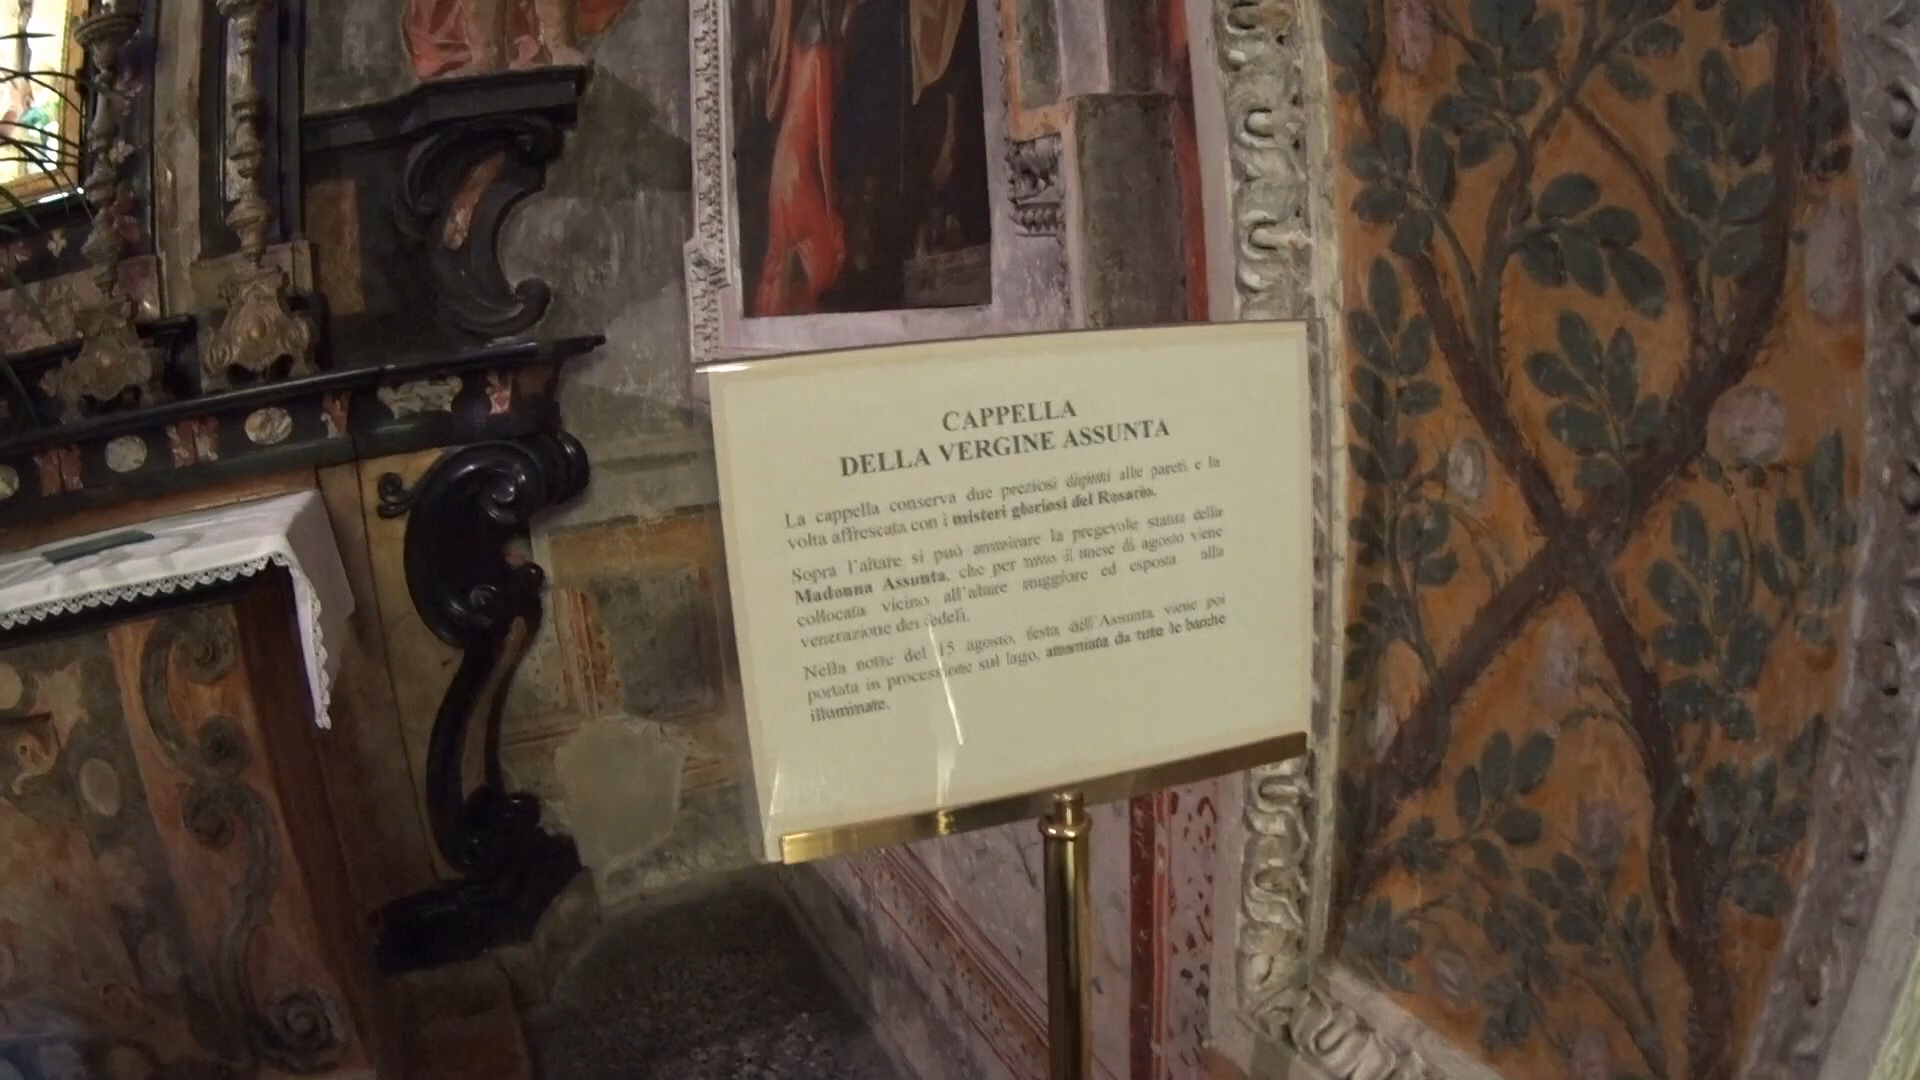 CAPPELLA
DELLA VERGINE ASSUNTA
La cappella conserva due preziosi dipinti alle pareti e la
volta affrescata con i misteri gloriosi del Rosario.
Sopra l'altare si può ammirare la pregevole statua della
Madonna Assunta, che per tutto il mese di agosto viene
collocata vicino all'altare maggiore ed esposta alla
venerazione dei fedeli.
Nella notte del 15 agosto, festa dell'Assunta, viene poi
portata in processione sul lago, attorniata da tutte le barche
illuminate.